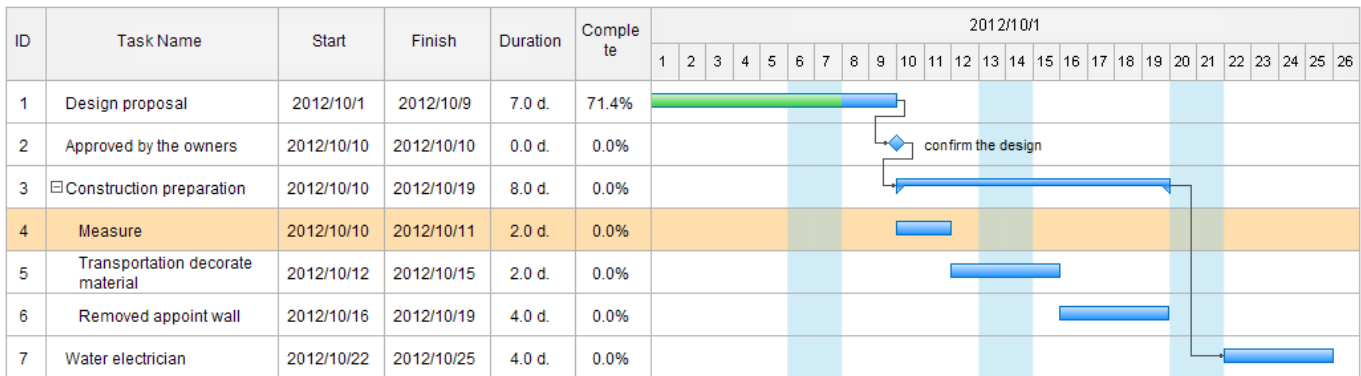 ID Task Name Start Finish Duration Comple
te 2012/10/1
1 2 3 4 5 6 7 8 9 10 11 12 13 14 15 16 17 18 19 20 21 22 23 24 25 26
1 Design proposal 2012/10/1 2012/10/9 7.0 d. 71.4%
2 Approved by the owners 2012/10/10 2012/10/10 0.0 d. 0.0% confirm the design
3 Construction preparation 2012/10/10 2012/10/19 8.0 d. 0.0%
4 Measure 2012/10/10 2012/10/11 2.0 d. 0.0%
5 Transportation decorate
material 2012/10/12 2012/10/15 2.0 d. 0.0%
6 Removed appoint wall 2012/10/16 2012/10/19 4.0 d. 0.0%
7 Water electrician 2012/10/22 2012/10/25 4.0 d. 0.0%